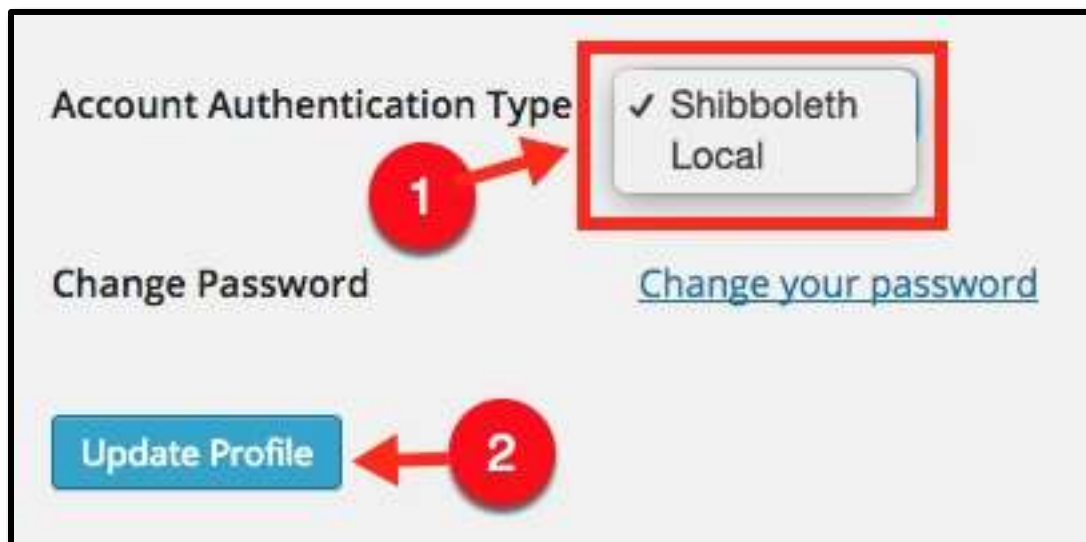 Account Authentication Type
✓ Shibboleth
Local
1
Change Password
Change your password
Update Profile
2